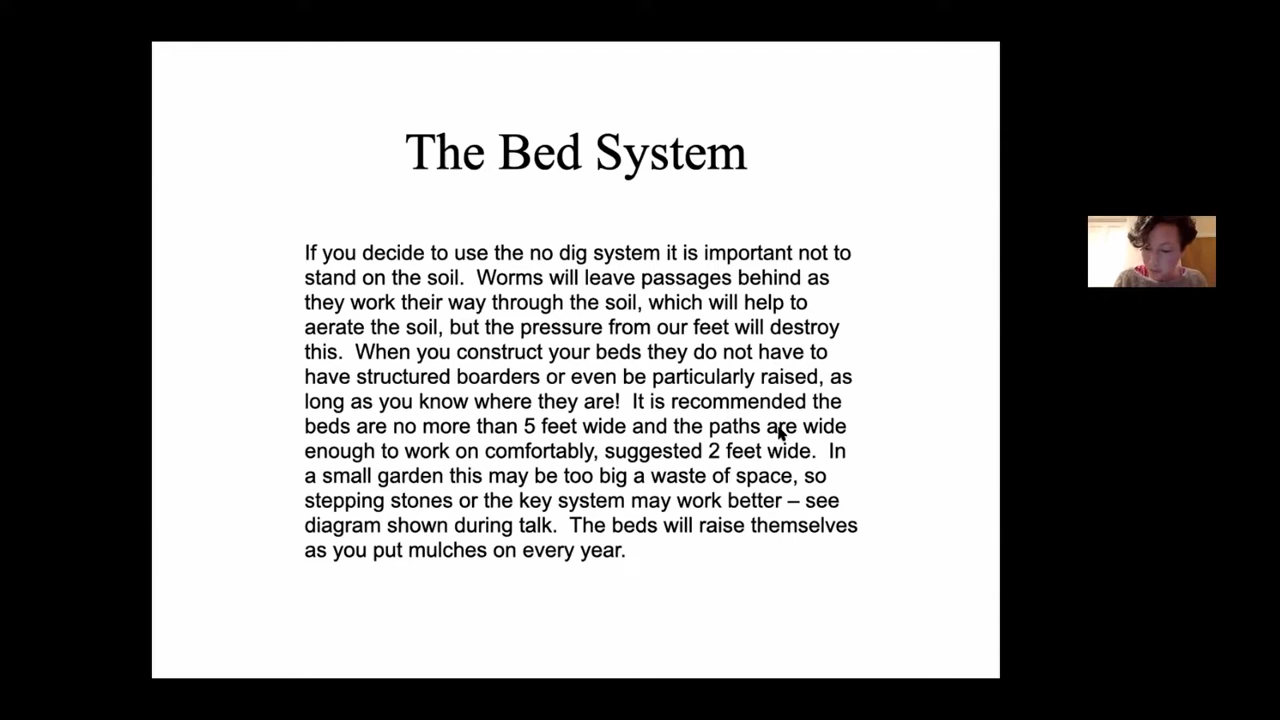 The Bed System
If you decide to use the no dig system it is important not to
stand on the soil.  Worms will leave passages behind as
they work their way through the soil, which will help to
aerate the soil, but the pressure from our feet will destroy
this.  When you construct your beds they do not have to
have structured boarders or even be particularly raised, as
long as you know where they are!  It is recommended the
beds are no more than 5 feet wide and the paths are wide
enough to work on comfortably, suggested 2 feet wide.  In
a small garden this may be too big a waste of space, so
stepping stones or the key system may work better – see
diagram shown during talk.  The beds will raise themselves
as you put mulches on every year.